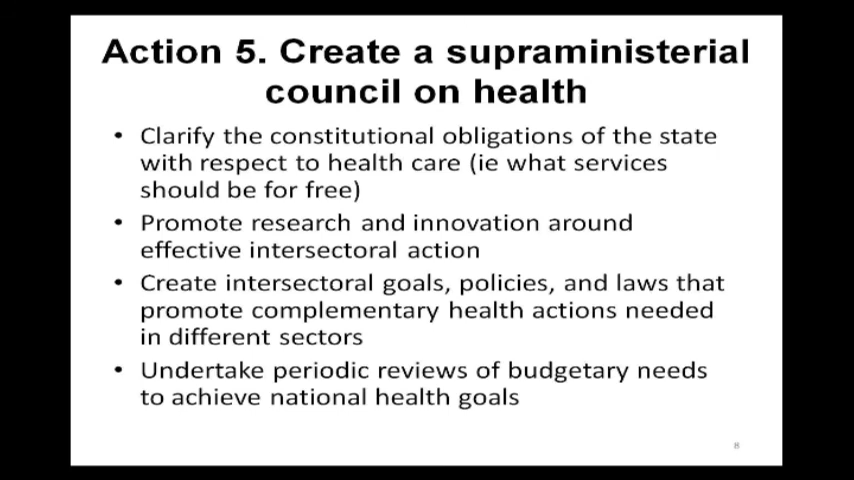 Action 5. Create a supraministerial
council on health
• Clarify the constitutional obligations of the state
with respect to health care (ie what services
should be for free)
• Promote research and innovation around
effective intersectoral action
• Create intersectoral goals, policies, and laws that
promote complementary health actions needed
in different sectors
• Undertake periodic reviews of budgetary needs
to achieve national health goals
8